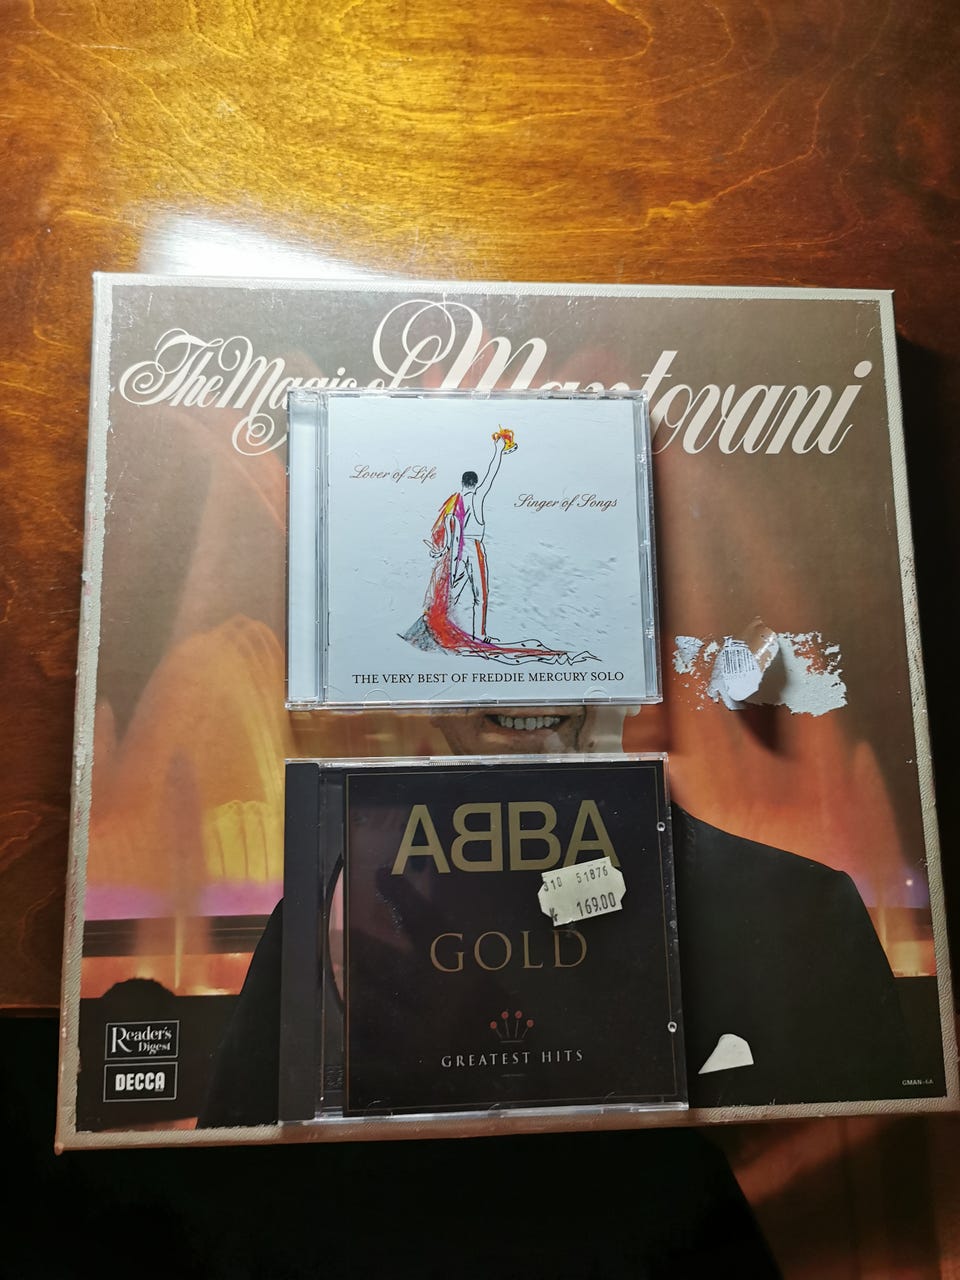 The Magic of Mantovani
Lover of Life
Singer of Songs
THE VERY BEST OF FREDDIE MERCURY SOLO
ABBA
310 51876
169.00
GOLD
GREATEST HITS
Reader's
Digest
DECCA
GMAN-6A